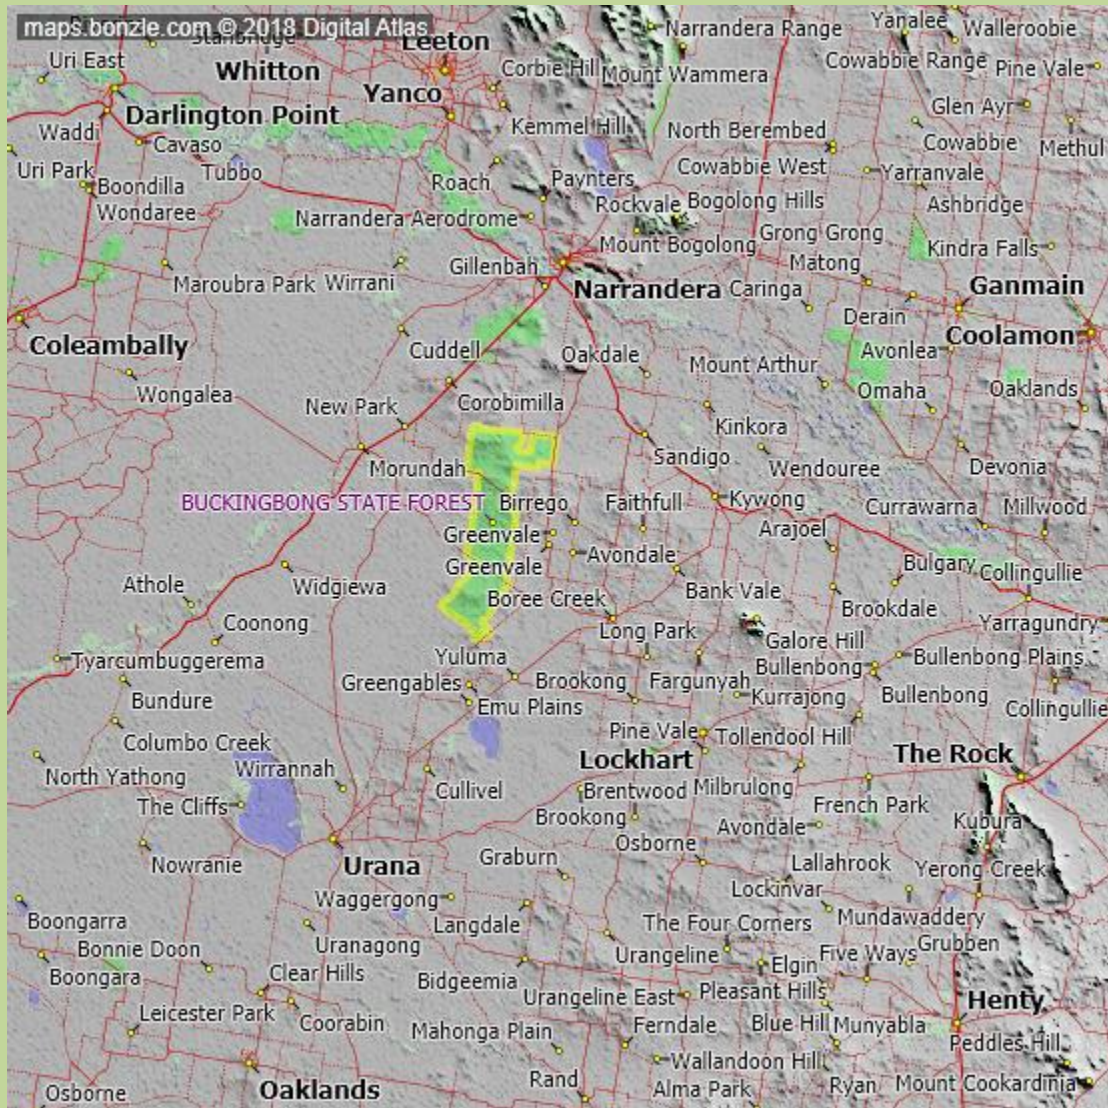 maps.bonzle.com © 2018 Digital Atlas
Stanbridge
Leeton
Narrandera Range
Yanalee
Walleroobie
Uri East
Whitton
Corbie Hill
Mount Wammera
Cowabbie Range
Pine Vale
Yanco
Glen Ayr
Darlington Point
Kemmel Hill
North Berembed
Cowabbie
Waddi
Cavaso
Methul
Uri Park
Tubbo
Cowabbie West
Yarranvale
Boondilla
Roach
Paynters
Wondaree
Rockvale
Bogolong Hills
Ashbridge
Narrandera Aerodrome
Mount Bogolong
Grong Grong
Kindra Falls
Gillenbah
Matong
Maroubra Park
Wirrani
Narrandera
Caringa
Ganmain
Derain
Coleambally
Cuddell
Oakdale
Avonlea
Coolamon
Mount Arthur
Wongalea
Omaha
Oaklands
New Park
Corobimilla
Kinkora
Morundah
Sandigo
Wendouree
Devonia
BUCKINGBONG STATE FOREST
Birrego
Faithfull
Kywong
Currawarna
Millwood
Greenvale
Arajoel
Greenvale
Avondale
Athole
Widgiewa
Bulgary
Collingullie
Boree Creek
Bank Vale
Brookdale
Coonong
Long Park
Galore Hill
Yarragundry
Tyarcumbuggerema
Yuluma
Bullenbong
Bullenbong Plains
Greengables
Brookong
Fargunyah
Kurrajong
Bullenbong
Bundure
Emu Plains
Collingullie
Columbo Creek
Pine Vale
Tollendool Hill
North Yathong
Wirrannah
Lockhart
The Rock
The Cliffs
Cullivel
Brentwood
Milbrulong
French Park
Brookong
Avondale
Kubura
Nowranie
Urana
Graburn
Osborne
Lallahrook
Yerong Creek
Waggergong
Lockinvar
Boongarra
Langdale
The Four Corners
Mundawaddery
Bonnie Doon
Uranagong
Urangeline
Five Ways
Grubben
Boongara
Clear Hills
Bidgeemia
Elgin
Urangeline East
Pleasant Hills
Henty
Leicester Park
Coorabin
Mahonga Plain
Ferndale
Blue Hill
Munyabla
Peddles Hill
Wallandoon Hill
Osborne
Oaklands
Rand
Alma Park
Ryan
Mount Cookardinia